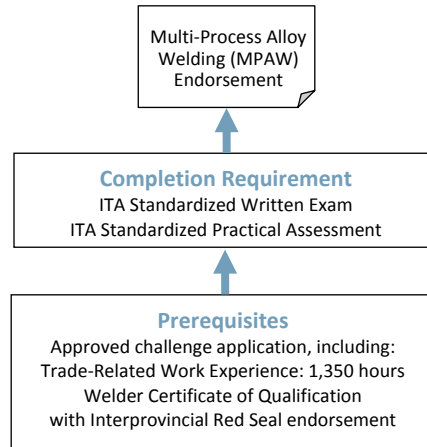 Multi-Process Alloy
Welding (MPAW)
Endorsement
Completion Requirement
ITA Standardized Written Exam
ITA Standardized Practical Assessment
Prerequisites
Approved challenge application, including:
Trade-Related Work Experience: 1,350 hours
Welder Certificate of Qualification
with Interprovincial Red Seal endorsement